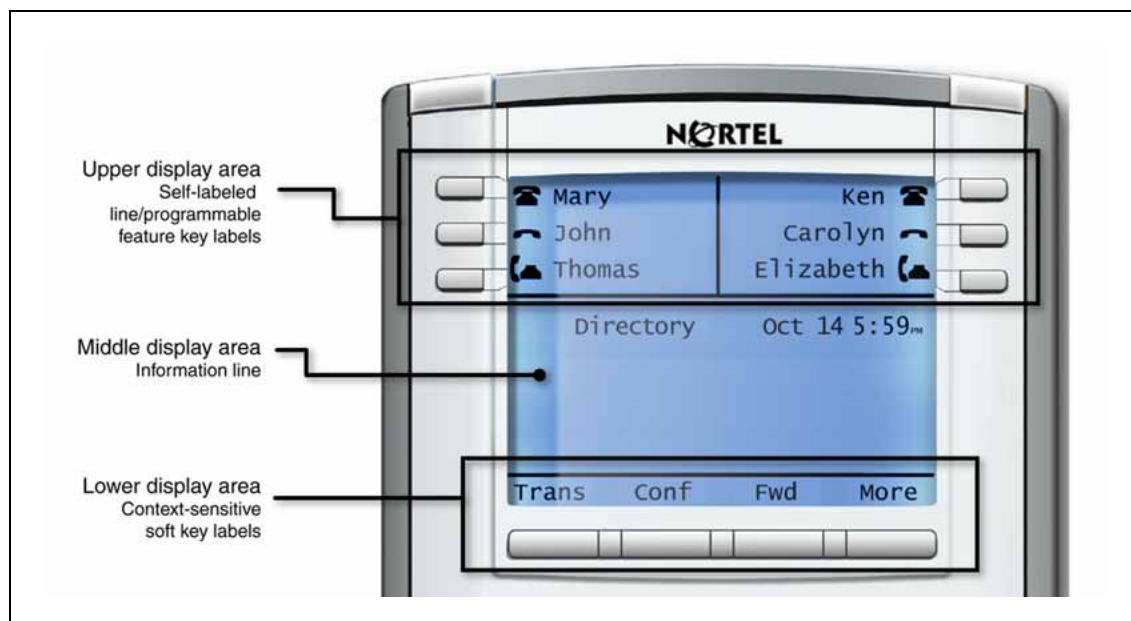 NORTEL
Upper display area
Self-labeled
line/programmable
feature key labels
Mary Ken
John Carolyn
Thomas Elizabeth
Directory Oct 14 5:59PM
Middle display area
Information line
Lower display area
Context-sensitive
soft key labels
Trans Conf Fwd More